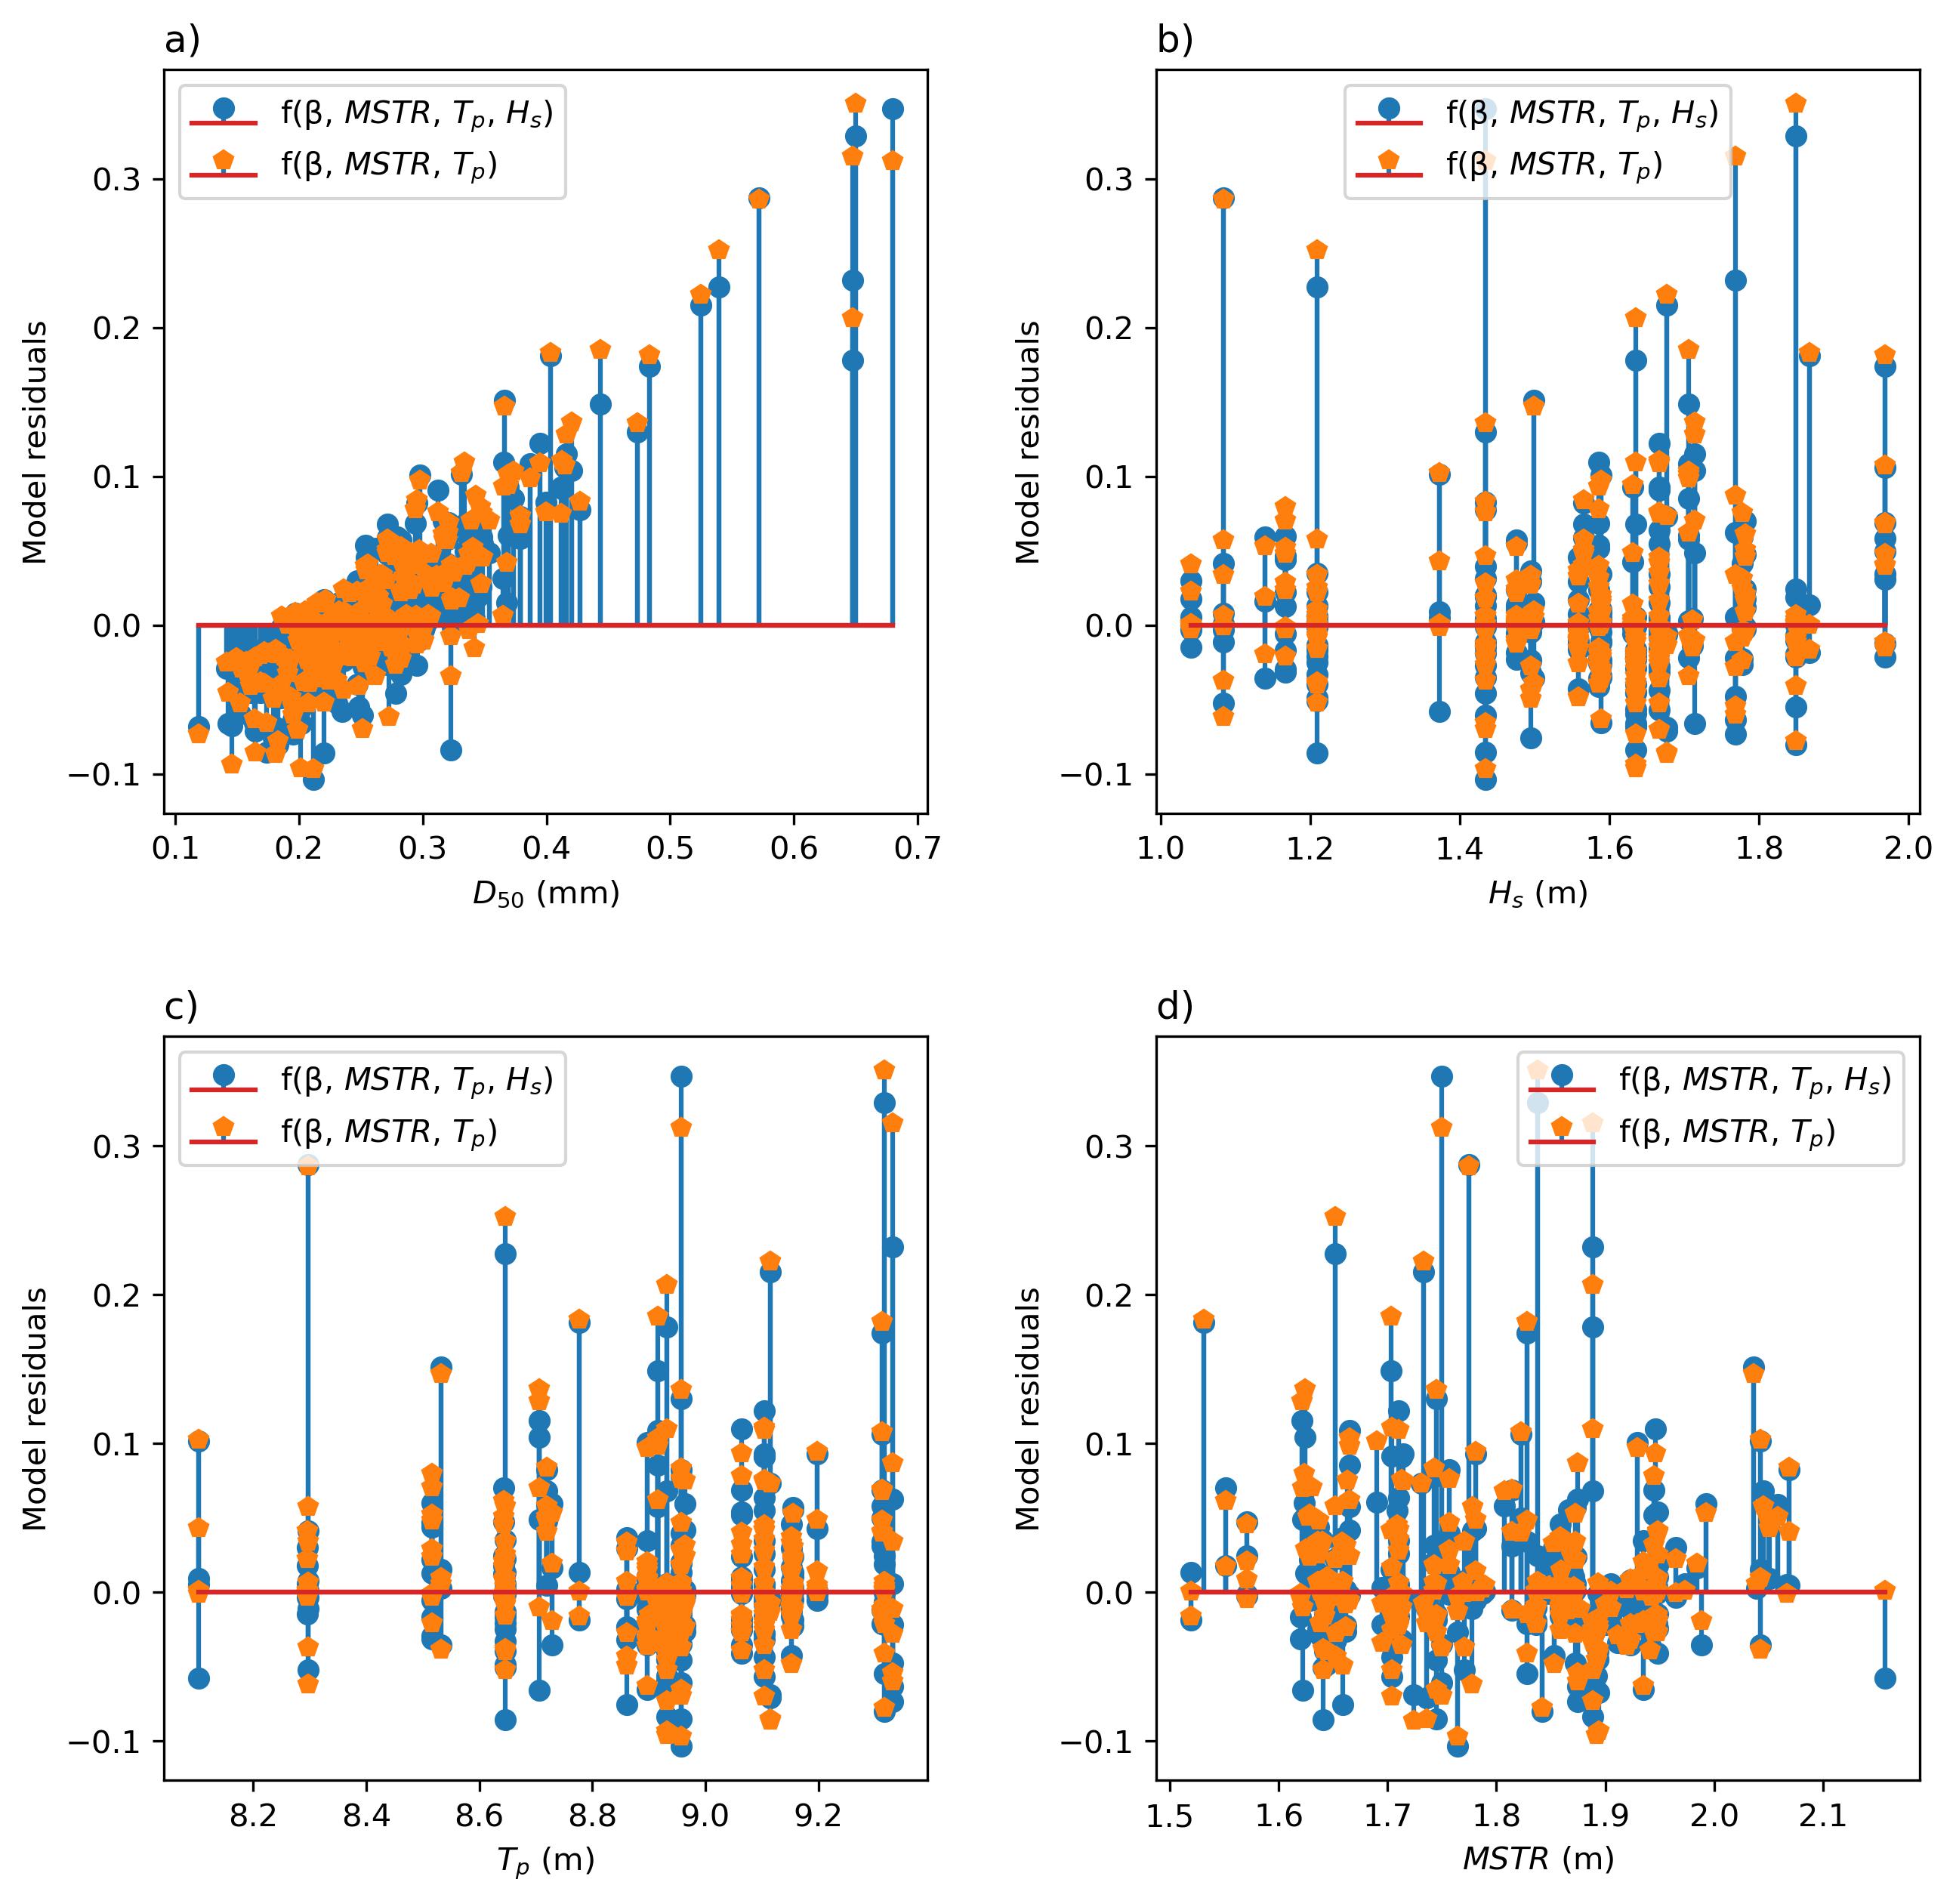 a)
f(β, MSTR, Tₚ, Hₛ)
f(β, MSTR, Tₚ)
Model residuals
0.3
0.2
0.1
0.0
−0.1
0.1 0.2 0.3 0.4 0.5 0.6 0.7
D₅₀ (mm)
b)
f(β, MSTR, Tₚ, Hₛ)
f(β, MSTR, Tₚ)
Model residuals
0.3
0.2
0.1
0.0
−0.1
1.0 1.2 1.4 1.6 1.8 2.0
Hₛ (m)
c)
f(β, MSTR, Tₚ, Hₛ)
f(β, MSTR, Tₚ)
Model residuals
0.3
0.2
0.1
0.0
−0.1
8.2 8.4 8.6 8.8 9.0 9.2
Tₚ (m)
d)
f(β, MSTR, Tₚ, Hₛ)
f(β, MSTR, Tₚ)
Model residuals
0.3
0.2
0.1
0.0
−0.1
1.5 1.6 1.7 1.8 1.9 2.0 2.1
MSTR (m)